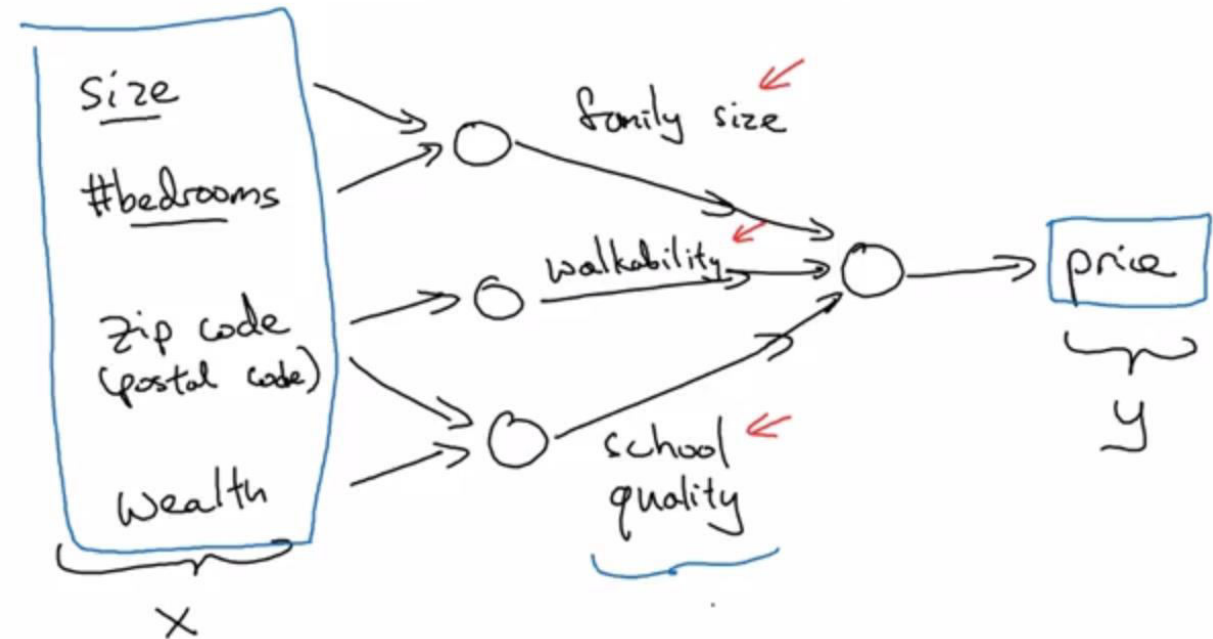 size
#bedrooms
zip code
(postal code)
wealth
X
family size
walkability
school
quality
price
y